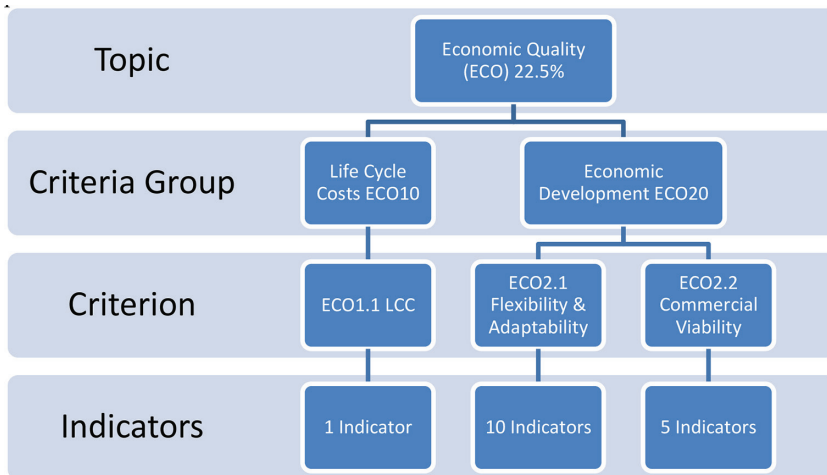 Topic
Economic Quality
(ECO) 22.5%
Criteria Group
Life Cycle
Costs ECO10
Economic
Development ECO20
Criterion
ECO1.1 LCC
ECO2.1
Flexibility &
Adaptability
ECO2.2
Commercial
Viability
Indicators
1 Indicator
10 Indicators
5 Indicators